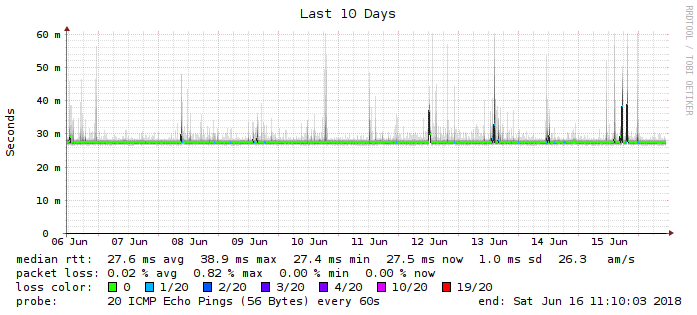 Last 10 Days
RRDTOOL / TOBI OETIKER
Seconds
60 m
50 m
40 m
30 m
20 m
10 m
0
06 Jun 07 Jun 08 Jun 09 Jun 10 Jun 11 Jun 12 Jun 13 Jun 14 Jun 15 Jun
median rtt: 27.6 ms avg 38.9 ms max 27.4 ms min 27.5 ms now 1.0 ms sd 26.3 am/s
packet loss: 0.02 % avg 0.82 % max 0.00 % min 0.00 % now
loss color: 0 1/20 2/20 3/20 4/20 10/20 19/20
probe: 20 ICMP Echo Pings (56 Bytes) every 60s end: Sat Jun 16 11:10:03 2018